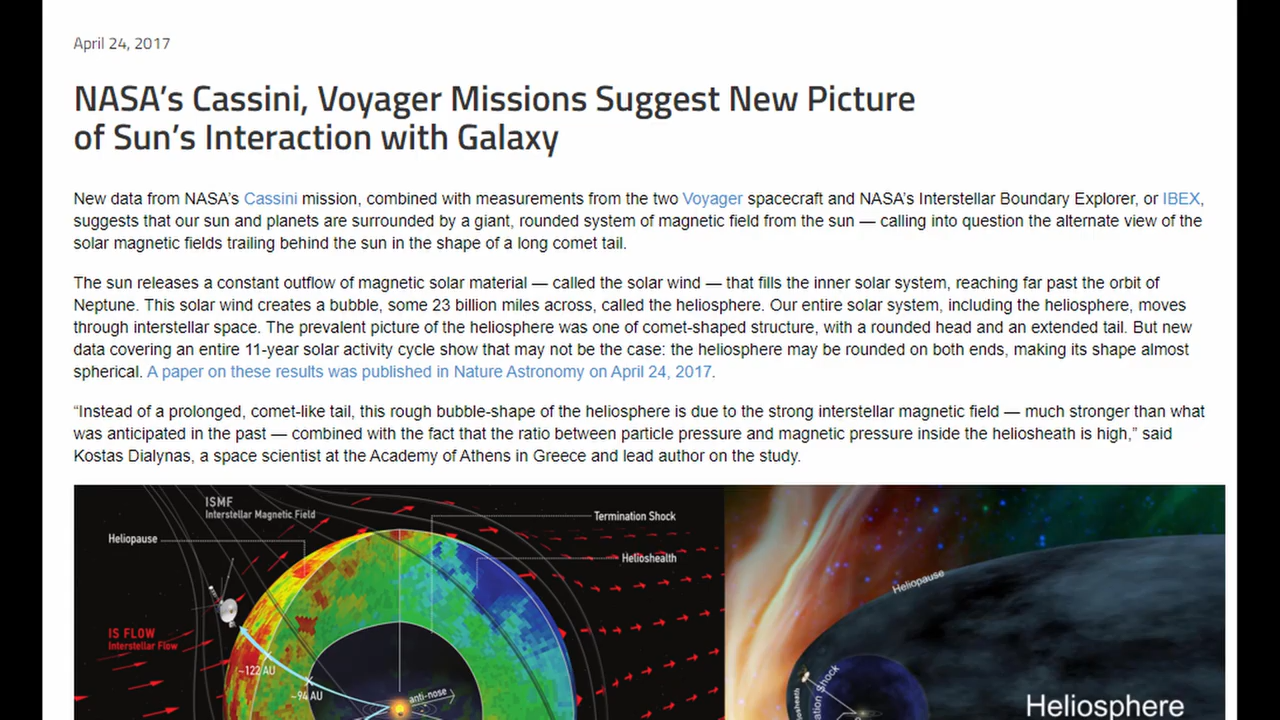 April 24, 2017
NASA’s Cassini, Voyager Missions Suggest New Picture
of Sun’s Interaction with Galaxy
New data from NASA’s Cassini mission, combined with measurements from the two Voyager spacecraft and NASA’s Interstellar Boundary Explorer, or IBEX,
suggests that our sun and planets are surrounded by a giant, rounded system of magnetic field from the sun — calling into question the alternate view of the
solar magnetic fields trailing behind the sun in the shape of a long comet tail.
The sun releases a constant outflow of magnetic solar material — called the solar wind — that fills the inner solar system, reaching far past the orbit of
Neptune. This solar wind creates a bubble, some 23 billion miles across, called the heliosphere. Our entire solar system, including the heliosphere, moves
through interstellar space. The prevalent picture of the heliosphere was one of comet-shaped structure, with a rounded head and an extended tail. But new
data covering an entire 11-year solar activity cycle show that may not be the case: the heliosphere may be rounded on both ends, making its shape almost
spherical. A paper on these results was published in Nature Astronomy on April 24, 2017.
“Instead of a prolonged, comet-like tail, this rough bubble-shape of the heliosphere is due to the strong interstellar magnetic field — much stronger than what
was anticipated in the past — combined with the fact that the ratio between particle pressure and magnetic pressure inside the heliosheath is high,” said
Kostas Dialynas, a space scientist at the Academy of Athens in Greece and lead author on the study.
ISMF
Interstellar Magnetic Field
Termination Shock
Heliopause
Helioshealth
IS FLOW
Interstellar Flow
~122 AU
~94 AU
anti-nose
Heliopause
Shock
Heliosphere